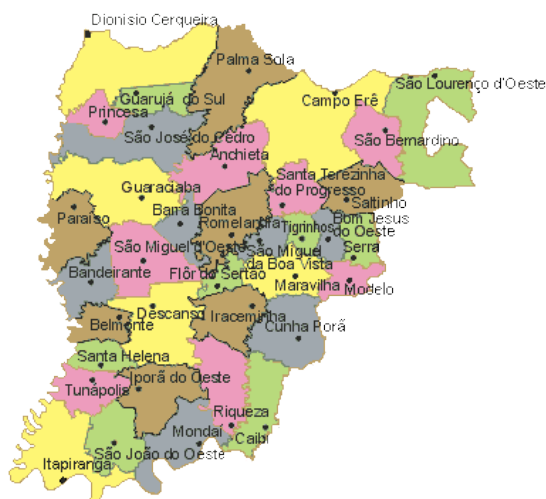 Dionisio Cerqueira
Palma Sola
São Lourenço d'Oeste
Guarujá do Sul
Campo Erê
Princesa
São José do Cedro
São Bernardino
Anchieta
Santa Terezinha
do Progresso
Guaraciaba
Saltinho
Paraíso
Barra Bonita
Romelandia
Tigrinhos
Bom Jesus
do Oeste
São Miguel d'Oeste
São Miguel
da Boa Vista
Serra
Bandeirante
Flôr do Sertão
Maravilha
Modelo
Descanso
Iraceminha
Belmonte
Cunha Porã
Santa Helena
Tunápolis
Iporã do Oeste
Riqueza
Mondaí
Caibi
São João do Oeste
Itapiranga